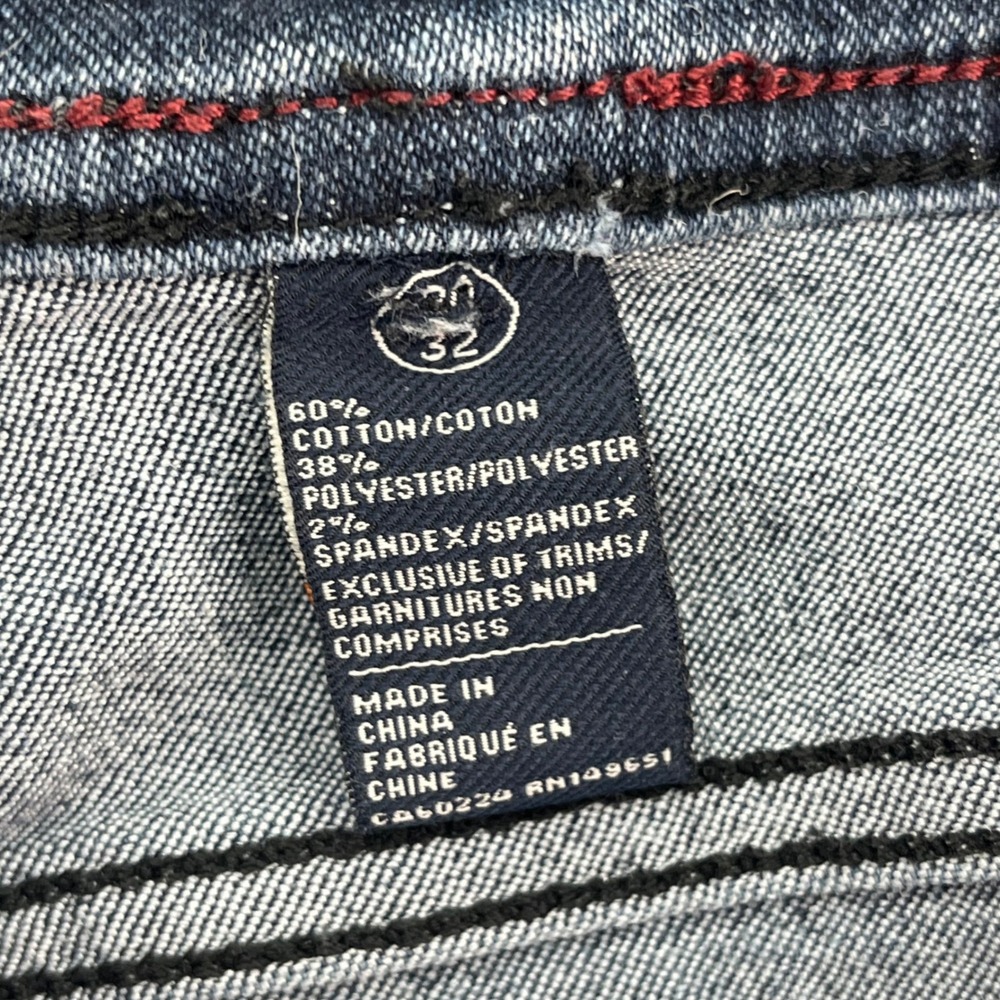 32
60%
COTTON/COTON
38%
POLYESTER/POLYESTER
2%
SPANDEX/SPANDEX
EXCLUSIVE OF TRIMS/
GARNITURES NON
COMPRISES
MADE IN
CHINA
FABRIQUÉ EN
CHINE
CA60224 RN149651